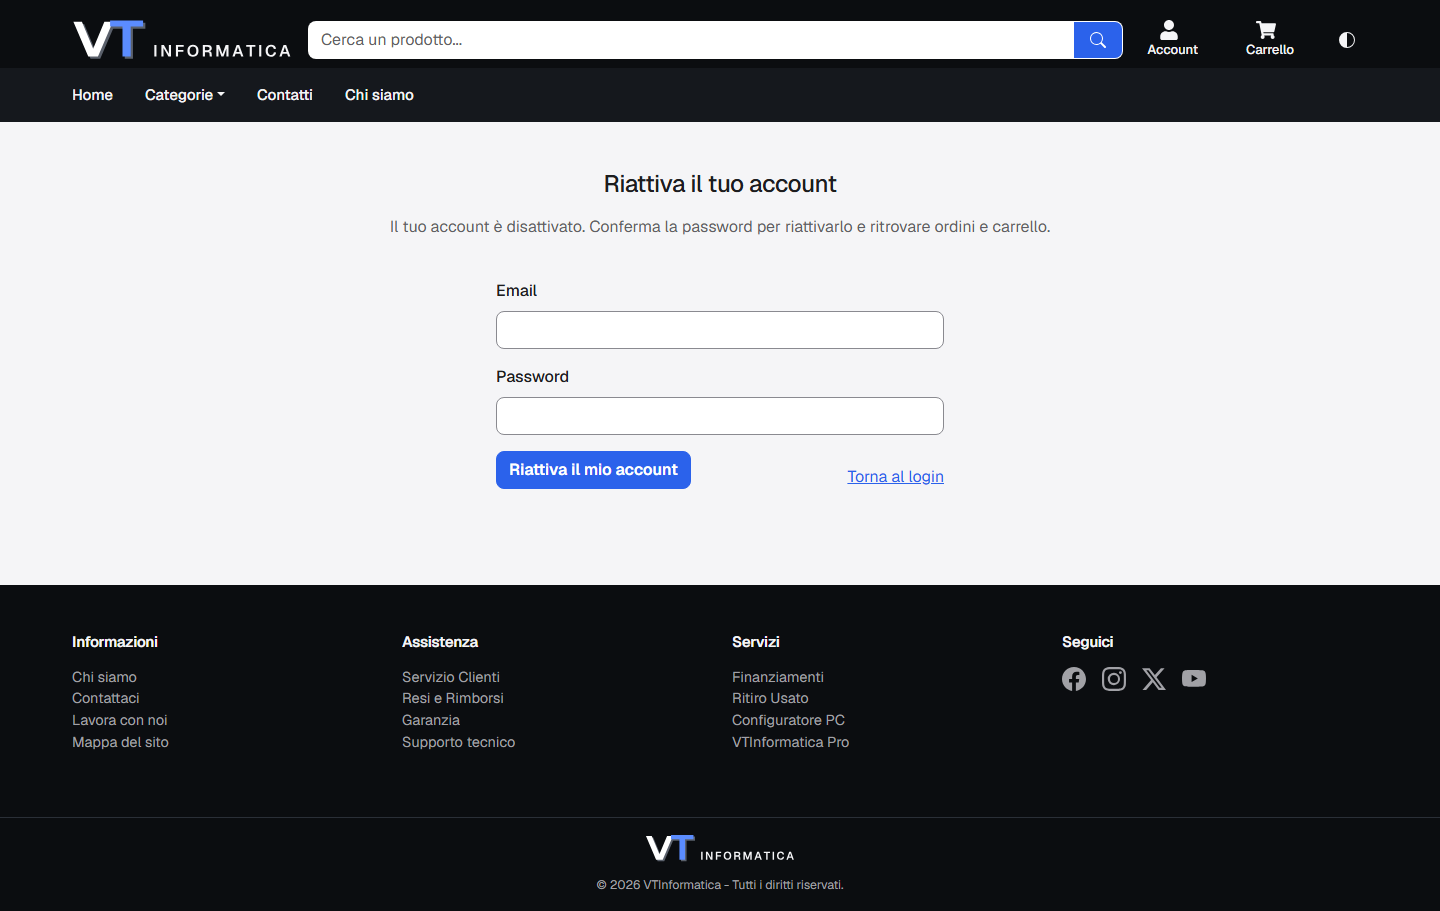 VT INFORMATICA
Cerca un prodotto...
Account
Carrello
Home
Categorie
Contatti
Chi siamo
Riattiva il tuo account
Il tuo account è disattivato. Conferma la password per riattivarlo e ritrovare ordini e carrello.
Email
Password
Riattiva il mio account
Torna al login
Informazioni
Chi siamo
Contattaci
Lavora con noi
Mappa del sito
Assistenza
Servizio Clienti
Resi e Rimborsi
Garanzia
Supporto tecnico
Servizi
Finanziamenti
Ritiro Usato
Configuratore PC
VTInformatica Pro
Seguici
VT INFORMATICA
© 2026 VTInformatica - Tutti i diritti riservati.